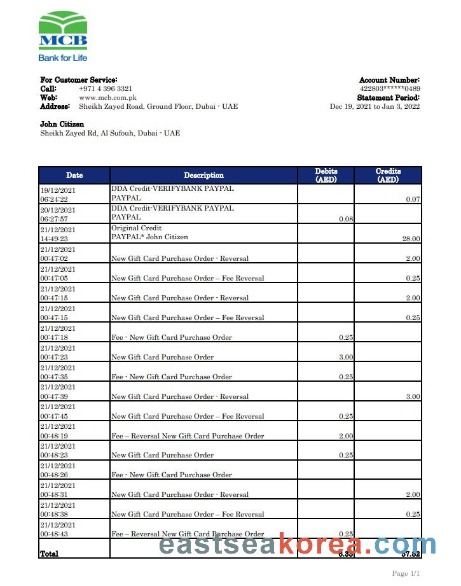 MCB
Bank for Life
For Customer Service:
Call: +971 4 396 3321
Web: www.mcb.com.pk
Address: Sheikh Zayed Road, Ground Floor, Dubai - UAE
Account Number:
422803******0489
Statement Period:
Dec 19, 2021 to Jan 3, 2022
John Citizen
Sheikh Zayed Rd, Al Sufouh, Dubai - UAE
Date Description Debits (AED) Credits (AED)
19/12/2021 DDA Credit-VERIFYBANK PAYPAL
06:24:22 PAYPAL 0.07
20/12/2021 DDA Credit-VERIFYBANK PAYPAL
06:27:57 PAYPAL 0.08
21/12/2021 Original Credit
14:49:23 PAYPAL* John Citizen 28.00
21/12/2021
00:47:02 New Gift Card Purchase Order - Reversal 2.00
21/12/2021
00:47:05 New Gift Card Purchase Order – Fee Reversal 0.25
21/12/2021
00:47:15 New Gift Card Purchase Order - Reversal 2.00
21/12/2021
00:47:15 New Gift Card Purchase Order – Fee Reversal 0.25
21/12/2021
00:47:18 Fee - New Gift Card Purchase Order 0.25
21/12/2021
00:47:23 New Gift Card Purchase Order 3.00
21/12/2021
00:47:35 Fee - New Gift Card Purchase Order 0.25
21/12/2021
00:47:39 New Gift Card Purchase Order - Reversal 3.00
21/12/2021
00:47:45 New Gift Card Purchase Order – Fee Reversal 0.25
21/12/2021
00:48:19 Fee – Reversal New Gift Card Purchase Order 2.00
21/12/2021
00:48:23 New Gift Card Purchase Order 0.25
21/12/2021
00:48:26 Fee - New Gift Card Purchase Order
21/12/2021
00:48:31 New Gift Card Purchase Order - Reversal 2.00
21/12/2021
00:48:38 New Gift Card Purchase Order – Fee Reversal 0.25
21/12/2021
00:48:43 Fee – Reversal New Gift Card Purchase Order 0.25
Total
eastseakorea.com
Page 1/1